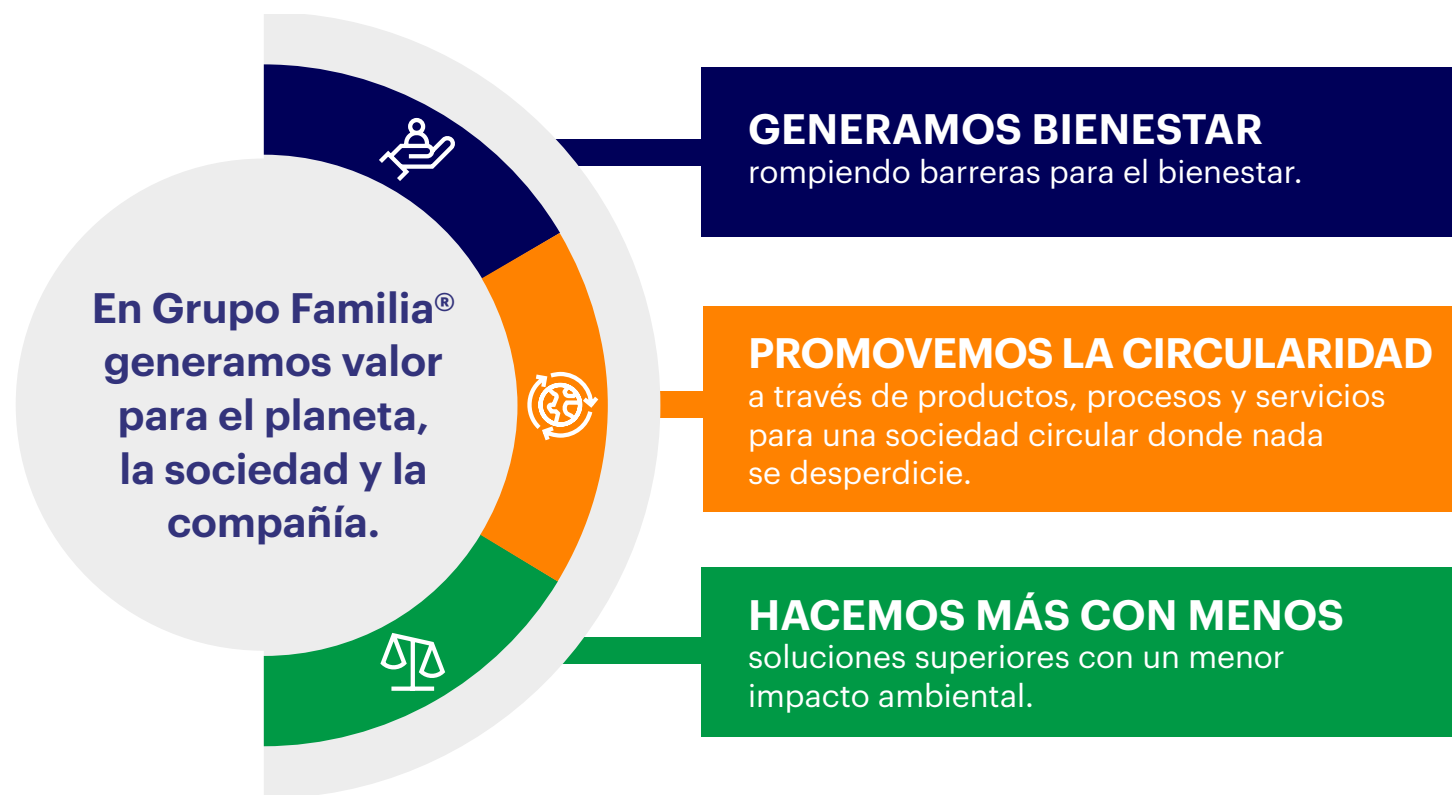 En Grupo Familia®
generamos valor
para el planeta,
la sociedad y la
compañía.
GENERAMOS BIENESTAR
rompiendo barreras para el bienestar.
PROMOVEMOS LA CIRCULARIDAD
a través de productos, procesos y servicios
para una sociedad circular donde nada
se desperdicie.
HACEMOS MÁS CON MENOS
soluciones superiores con un menor
impacto ambiental.